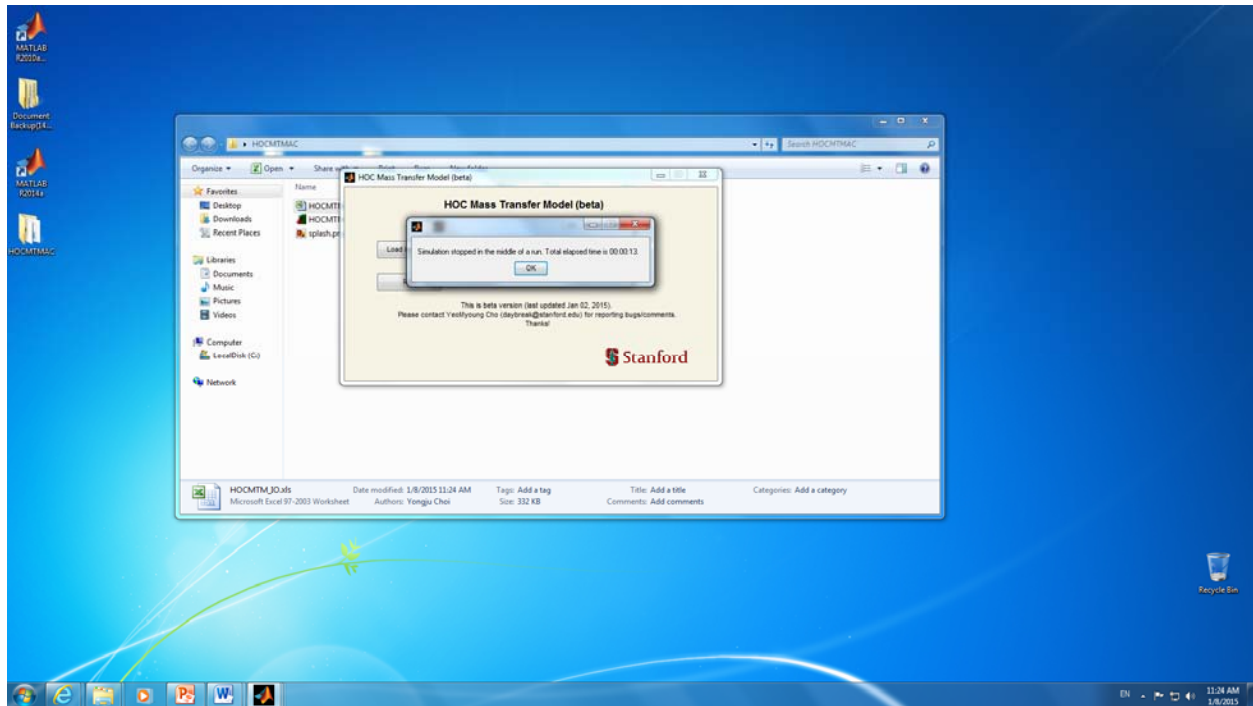 MATLAB
R2010a...
Document
Backup(14...
MATLAB
R2014a
HOCMTMAC
HOCMTMAC
Search HOCMTMAC
Organize
Open
Share
New folder
Favorites
Desktop
Downloads
Recent Places
Libraries
Documents
Music
Pictures
Videos
Computer
LocalDisk (C:)
Network
Name
HOCMT
HOCMT
splash.pn
HOC Mass Transfer Model (beta)
HOC Mass Transfer Model (beta)
Load
Simulation stopped in the middle of a run. Total elapsed time is 00:00:13
OK
This is beta version (last updated Jan 02, 2015).
Please contact YeoMyoung Cho (daybreak@stanford.edu) for reporting bugs/comments.
Thanks!
Stanford
HOCMTM_IO.xls
Microsoft Excel 97-2003 Worksheet
Date modified: 1/8/2015 11:24 AM
Authors: Yongju Choi
Tags: Add a tag
Size: 332 KB
Title: Add a title
Comments: Add comments
Categories: Add a category
Recycle Bin
EN
11:24 AM
1/8/2015